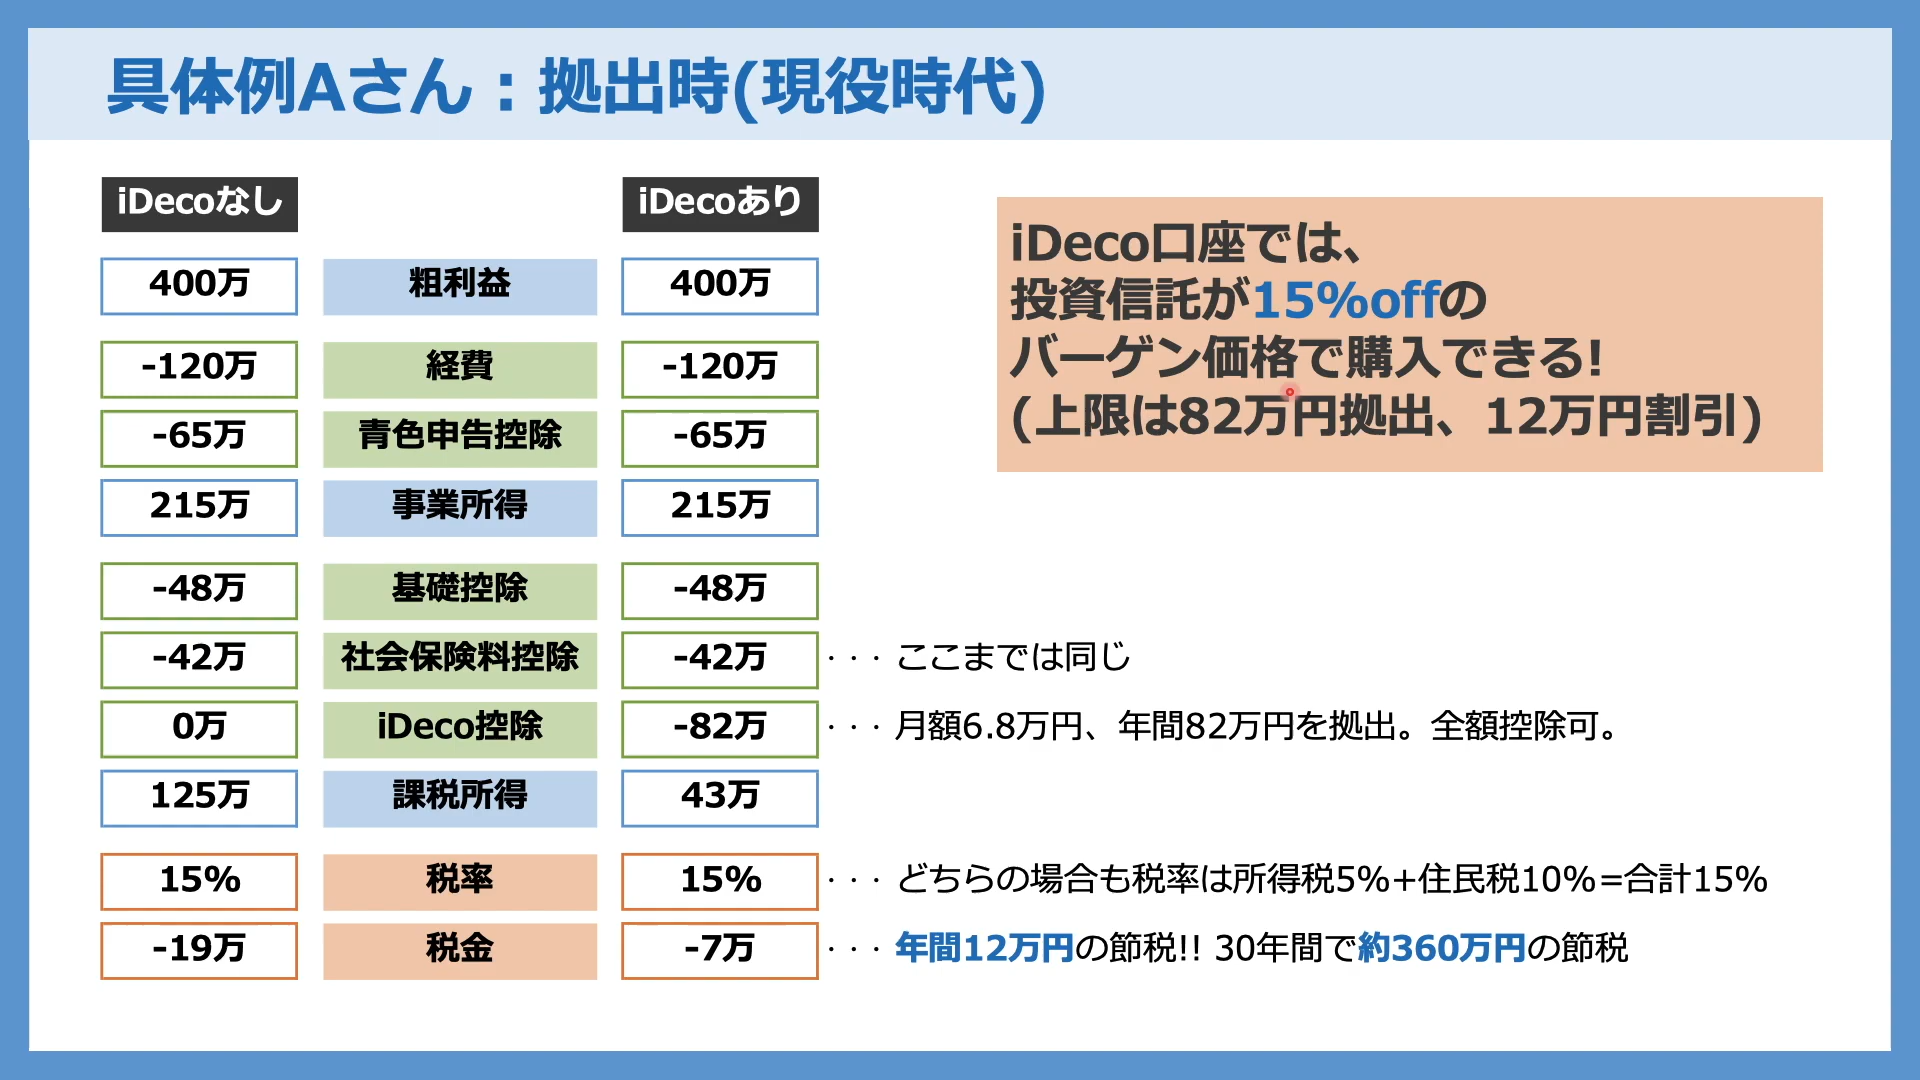 具体例Aさん：拠出時(現役時代)
iDecoなし
iDecoあり
400万 粗利益 400万
-120万 経費 -120万
-65万 青色申告控除 -65万
215万 事業所得 215万
-48万 基礎控除 -48万
-42万 社会保険料控除 -42万 ･･･ ここまでは同じ
0万 iDeco控除 -82万 ･･･ 月額6.8万円、年間82万円を拠出。全額控除可。
125万 課税所得 43万
15% 税率 15% ･･･ どちらの場合も税率は所得税5%+住民税10%=合計15%
-19万 税金 -7万 ･･･ 年間12万円の節税!! 30年間で約360万円の節税
iDeco口座では、
投資信託が15%offの
バーゲン価格で購入できる!
(上限は82万円拠出、12万円割引)